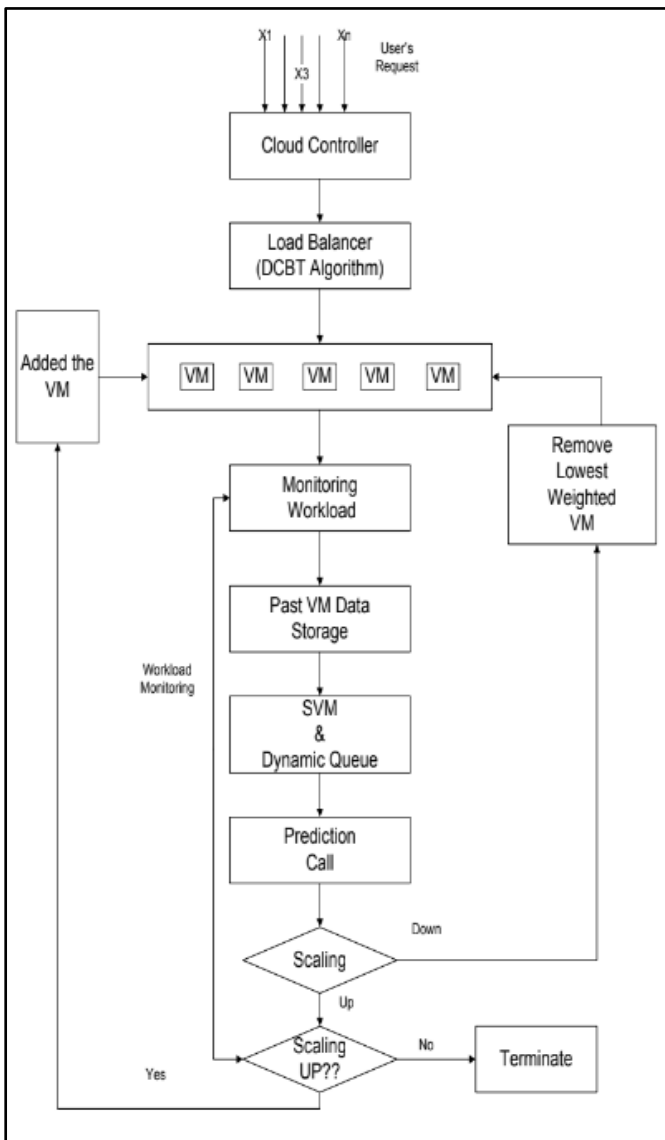 X1
Xn
User's
Request
X3
Cloud Controller
Load Balancer
(DCBT Algorithm)
Added the
VM
VM VM VM VM VM
Remove
Lowest
Weighted
VM
Monitoring
Workload
Past VM Data
Storage
Workload
Monitoring
SVM
&
Dynamic Queue
Prediction
Call
Down
Scaling
Up
Scaling
UP??
No
Terminate
Yes